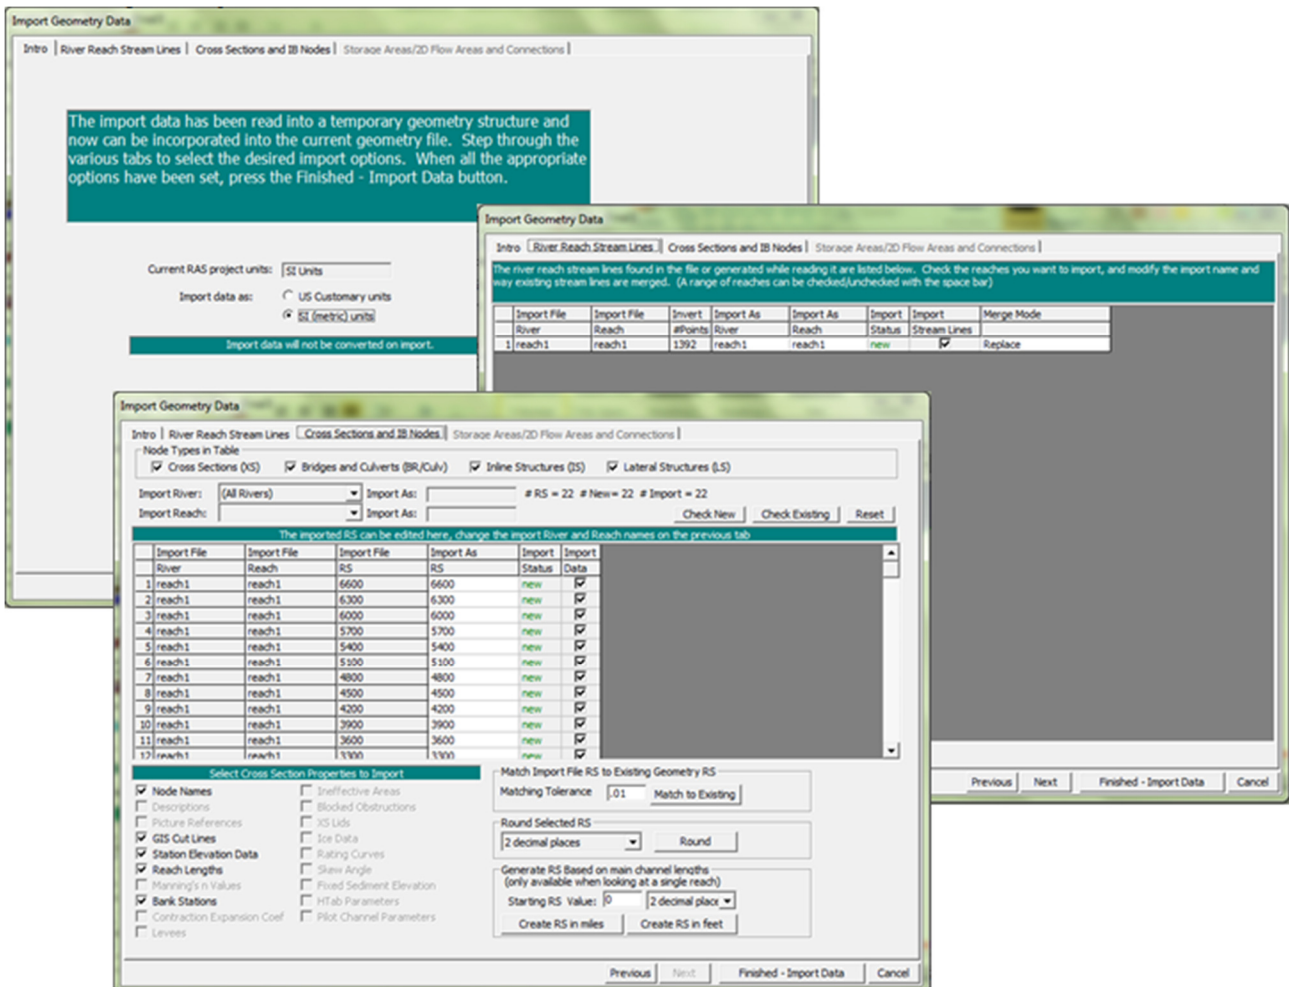 Import Geometry Data
Intro River Reach Stream Lines Cross Sections and IB Nodes Storage Areas/2D Flow Areas and Connections
The import data has been read into a temporary geometry structure and
now can be incorporated into the current geometry file. Step through the
various tabs to select the desired import options. When all the appropriate
options have been set, press the Finished - Import Data button.
Current RAS project units: SI Units
Import data as: US Customary units
SI (metric) units
Import data will not be converted on import.
Import Geometry Data
Intro River Reach Stream Lines Cross Sections and IB Nodes Storage Areas/2D Flow Areas and Connections
The river reach stream lines found in the file or generated while reading it are listed below. Check the reaches you want to import, and modify the import name and
way existing stream lines are merged. (A range of reaches can be checked/unchecked with the space bar)
Import File Import File Invert Import As Import As Import Import Merge Mode
River Reach #Points River Reach Status Stream Lines
1 reach1 reach1 1392 reach1 reach1 new Replace
Previous Next Finished - Import Data Cancel
Import Geometry Data
Intro River Reach Stream Lines Cross Sections and IB Nodes Storage Areas/2D Flow Areas and Connections
Node Types in Table
Cross Sections (XS) Bridges and Culverts (BR/Culv) Inline Structures (IS) Lateral Structures (LS)
Import River: (All Rivers) Import As: # RS = 22 # New= 22 # Import = 22
Import Reach: Import As: Check New Check Existing Reset
The imported RS can be edited here, change the import River and Reach names on the previous tab
Import File Import File Import File Import As Import Import
River Reach RS RS Status Data
1 reach1 reach1 6600 6600 new
2 reach1 reach1 6300 6300 new
3 reach1 reach1 6000 6000 new
4 reach1 reach1 5700 5700 new
5 reach1 reach1 5400 5400 new
6 reach1 reach1 5100 5100 new
7 reach1 reach1 4800 4800 new
8 reach1 reach1 4500 4500 new
9 reach1 reach1 4200 4200 new
10 reach1 reach1 3900 3900 new
11 reach1 reach1 3600 3600 new
12 reach1 reach1 3300 3300 new
Select Cross Section Properties to Import
Node Names Ineffective Areas
Descriptions Blocked Obstructions
Picture References XS Lids
GIS Cut Lines Ice Data
Station Elevation Data Rating Curves
Reach Lengths Skew Angle
Manning's n Values Fixed Sediment Elevation
Bank Stations HTab Parameters
Contraction Expansion Coef Pilot Channel Parameters
Levees
Match Import File RS to Existing Geometry RS
Matching Tolerance .01 Match to Existing
Round Selected RS
2 decimal places Round
Generate RS Based on main channel lengths
(only available when looking at a single reach)
Starting RS Value: 0 2 decimal place
Create RS in miles Create RS in feet
Previous Next Finished - Import Data Cancel